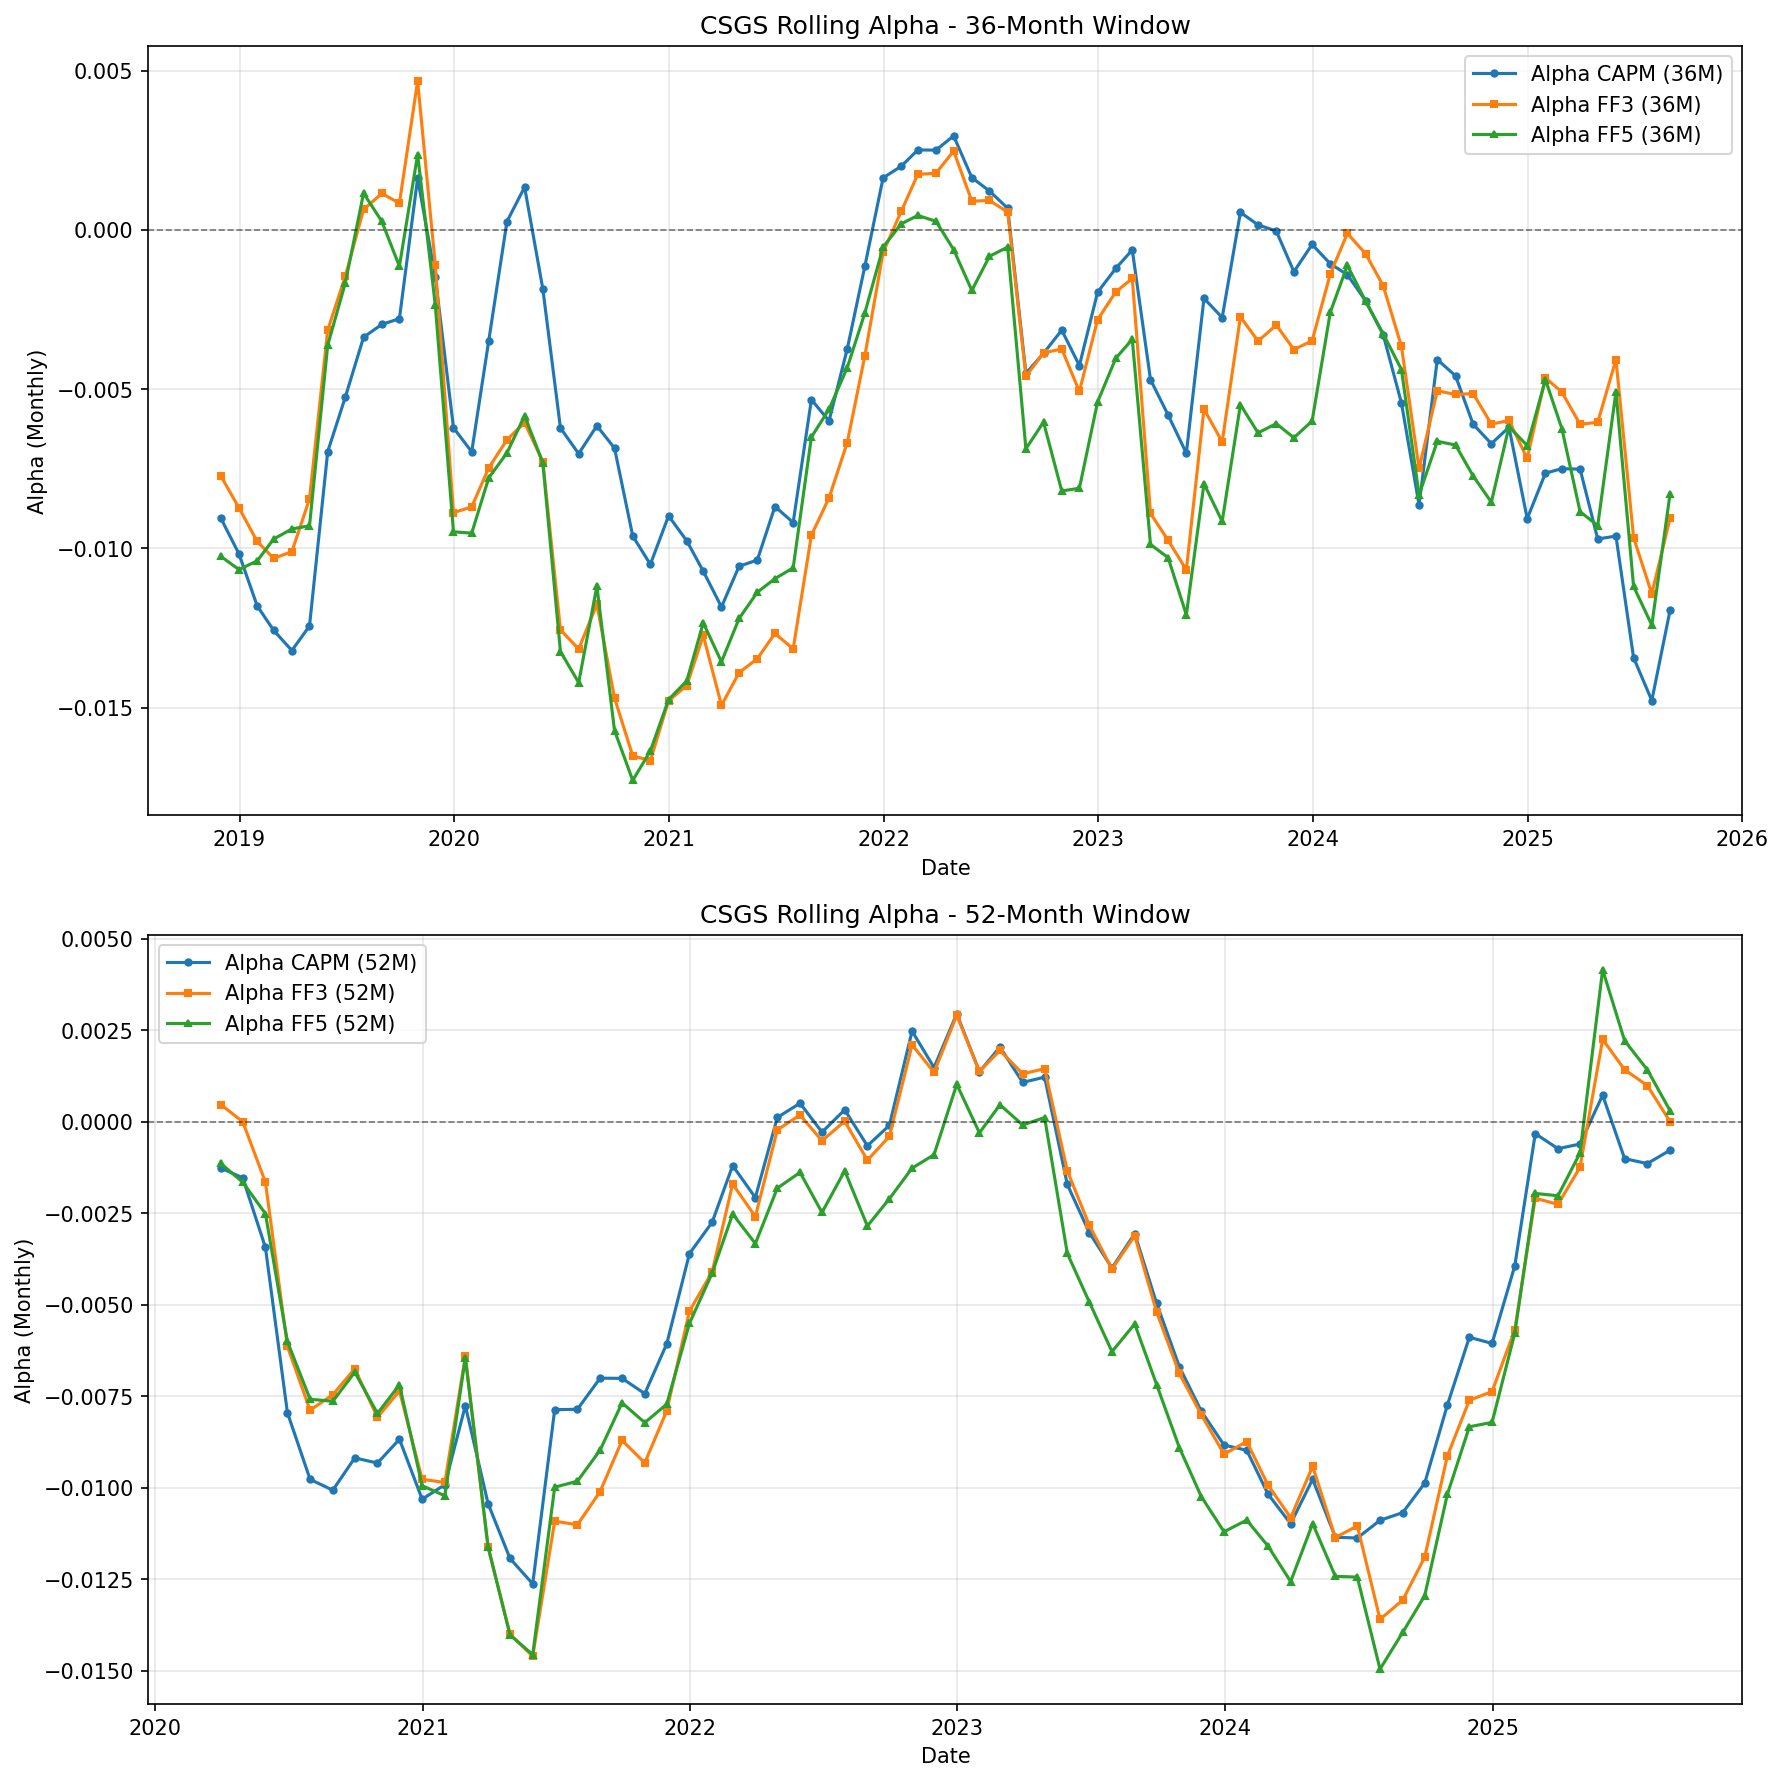 CSGS Rolling Alpha - 36-Month Window
Alpha CAPM (36M)
Alpha FF3 (36M)
Alpha FF5 (36M)
Alpha (Monthly)
0.005
0.000
−0.005
−0.010
−0.015
2019 2020 2021 2022 2023 2024 2025 2026
Date
CSGS Rolling Alpha - 52-Month Window
Alpha CAPM (52M)
Alpha FF3 (52M)
Alpha FF5 (52M)
Alpha (Monthly)
0.0050
0.0025
0.0000
−0.0025
−0.0050
−0.0075
−0.0100
−0.0125
−0.0150
2020 2021 2022 2023 2024 2025
Date